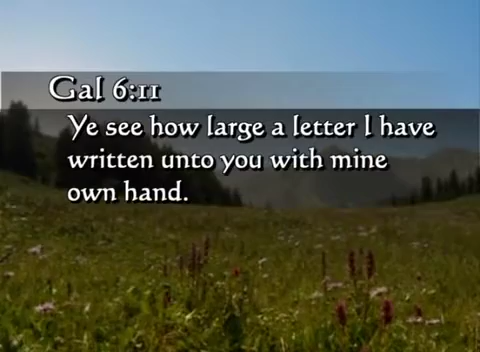 Gal 6:11
Ye see how large a letter I have
written unto you with mine
own hand.